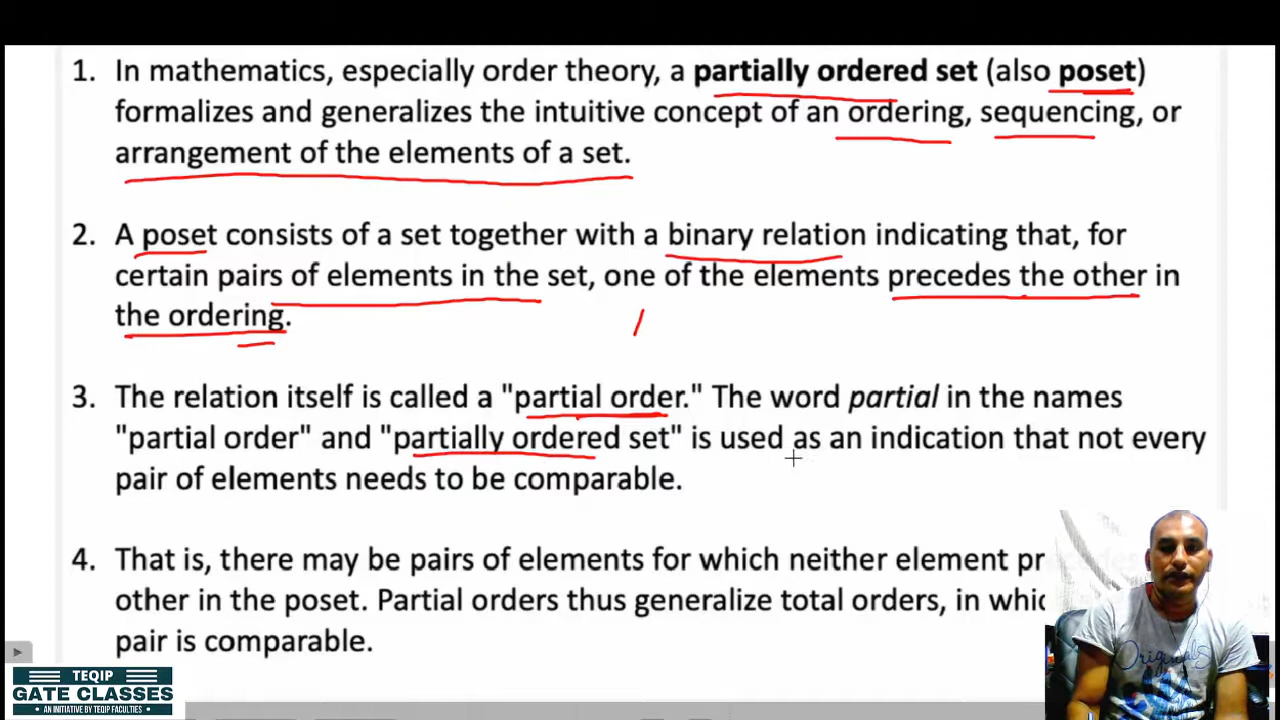 1. In mathematics, especially order theory, a partially ordered set (also poset)
formalizes and generalizes the intuitive concept of an ordering, sequencing, or
arrangement of the elements of a set.
2. A poset consists of a set together with a binary relation indicating that, for
certain pairs of elements in the set, one of the elements precedes the other in
the ordering.
3. The relation itself is called a "partial order." The word partial in the names
"partial order" and "partially ordered set" is used as an indication that not every
pair of elements needs to be comparable.
4. That is, there may be pairs of elements for which neither element
other in the poset. Partial orders thus generalize total orders, in
pair is comparable.
Originals
TEQIP
GATE CLASSES
AN INITIATIVE BY TEQIP FACULTIES